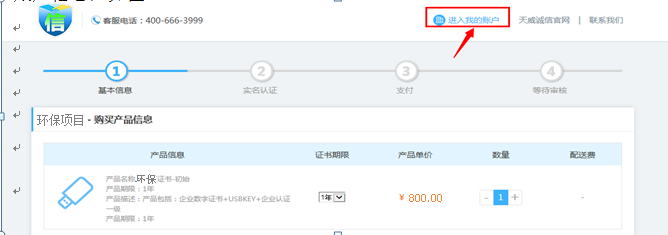 信
客服电话：400-666-3999
进入我的账户 天威诚信官网 | 联系我们
1 2 3 4
基本信息 实名认证 支付 等待审核
环保项目 - 购买产品信息
产品信息 证书期限 产品单价 数量 配送费
产品名称 环保证书-初始
产品期限：1年
产品描述：产品包括：企业数字证书+USBKEY+企业认证
一级
产品期限：1年
1年
¥ 800.00
- 1 +
-